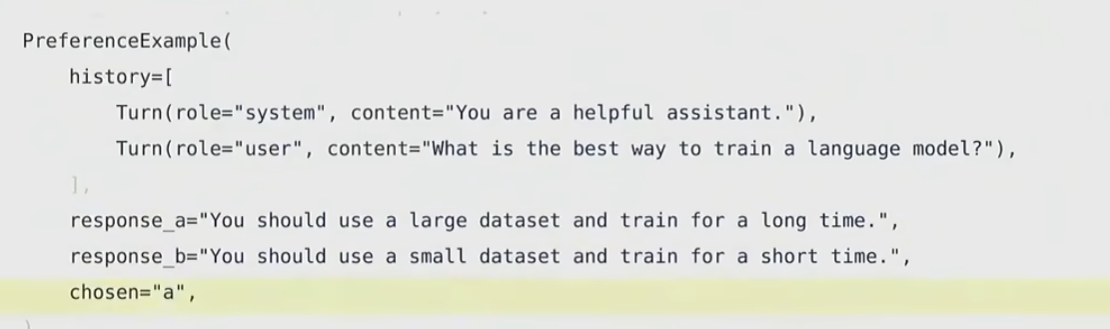 PreferenceExample(
    history=[
        Turn(role="system", content="You are a helpful assistant."),
        Turn(role="user", content="What is the best way to train a language model?"),
    ],
    response_a="You should use a large dataset and train for a long time.",
    response_b="You should use a small dataset and train for a short time.",
    chosen="a",
)